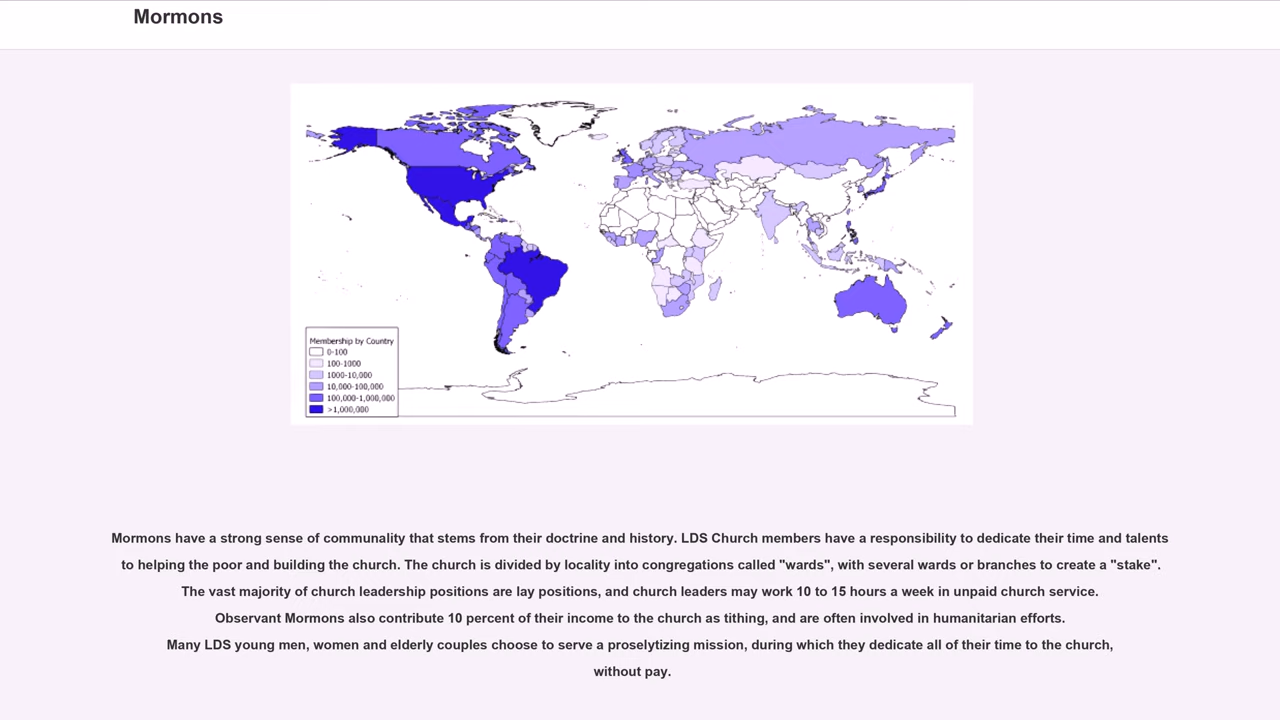 Mormons
Membership by Country
0-100
100-1000
1000-10,000
10,000-100,000
100,000-1,000,000
>1,000,000
Mormons have a strong sense of communality that stems from their doctrine and history. LDS Church members have a responsibility to dedicate their time and talents
to helping the poor and building the church. The church is divided by locality into congregations called "wards", with several wards or branches to create a "stake".
The vast majority of church leadership positions are lay positions, and church leaders may work 10 to 15 hours a week in unpaid church service.
Observant Mormons also contribute 10 percent of their income to the church as tithing, and are often involved in humanitarian efforts.
Many LDS young men, women and elderly couples choose to serve a proselytizing mission, during which they dedicate all of their time to the church,
without pay.